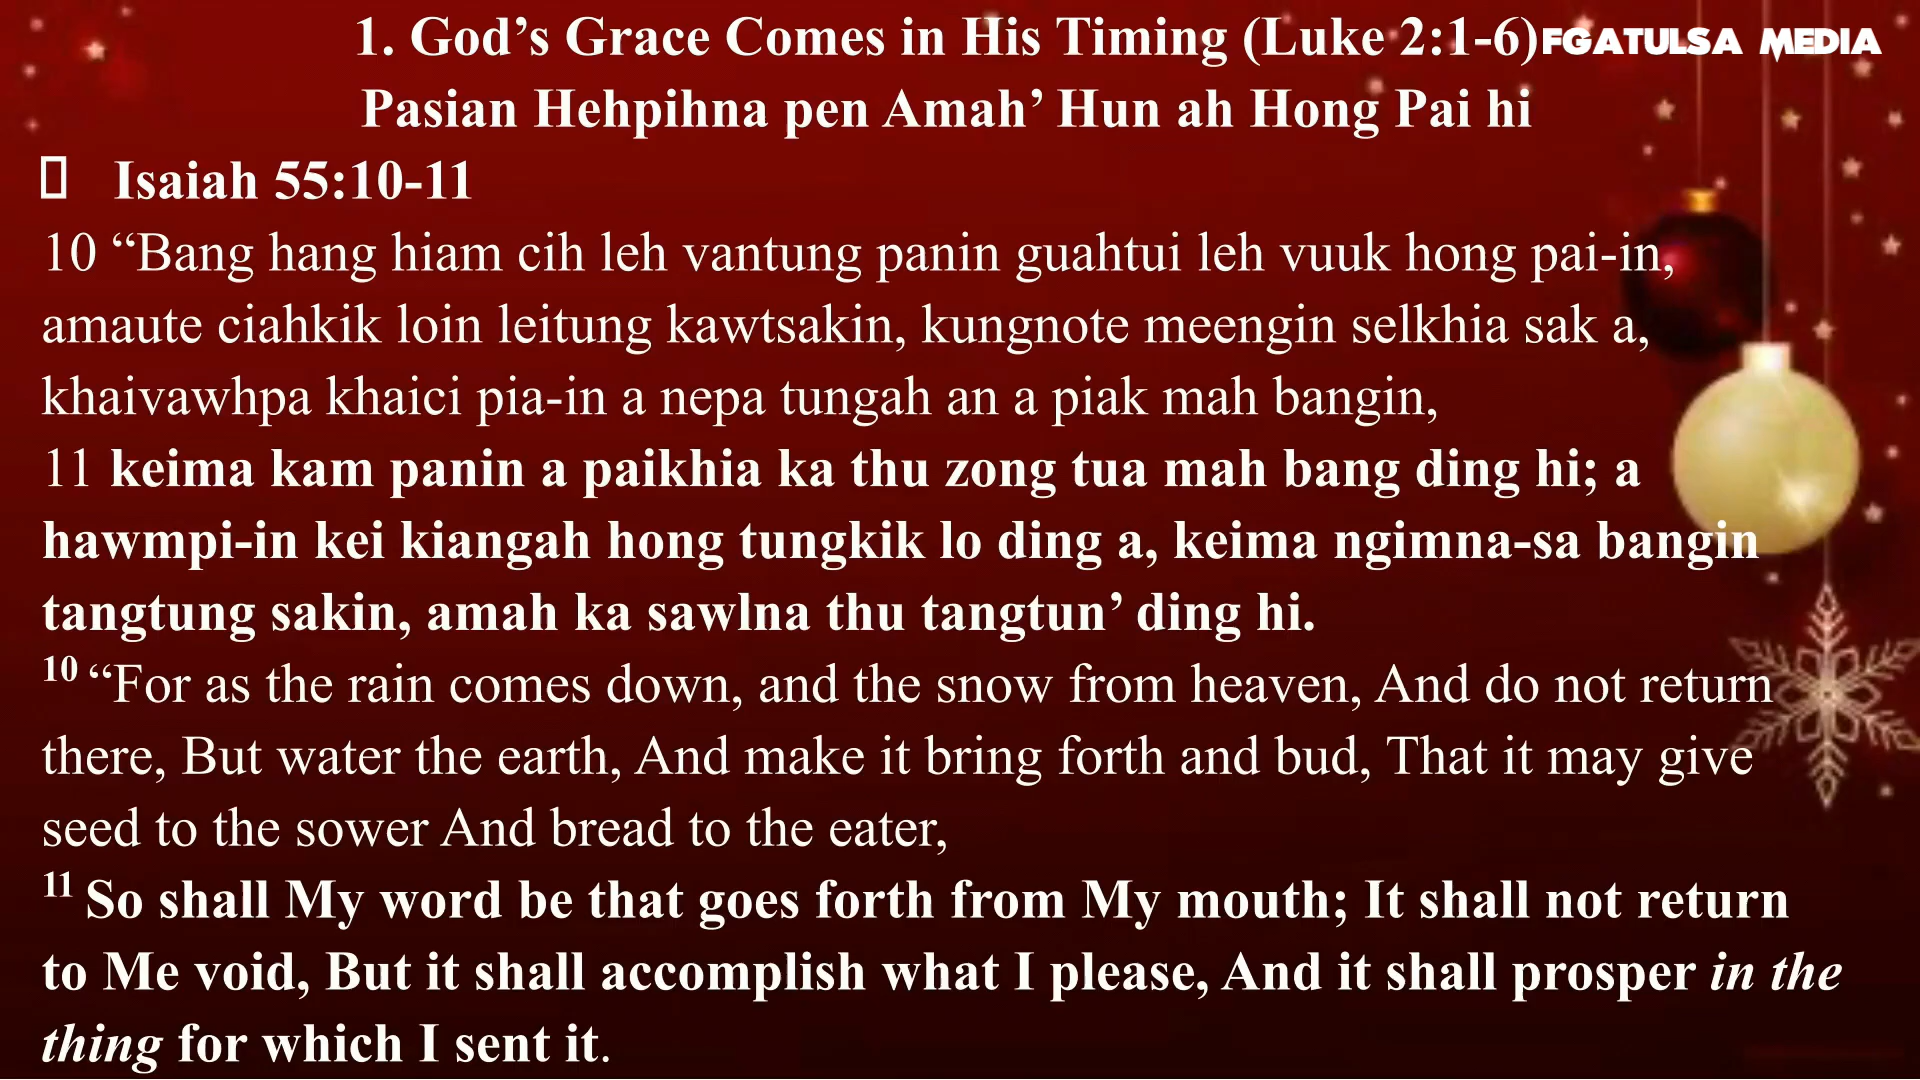 1. God’s Grace Comes in His Timing (Luke 2:1-6) FGATULSA MEDIA
Pasian Hehpihna pen Amah’ Hun ah Hong Pai hi
Isaiah 55:10-11
10 “Bang hang hiam cih leh vantung panin guahtui leh vuuk hong pai-in,
amaute ciahkik loin leitung kawtsakin, kungnote meengin selkhia sak a,
khaivawhpa khaici pia-in a nepa tungah an a piak mah bangin,
11 keima kam panin a paikhia ka thu zong tua mah bang ding hi; a
hawmpi-in kei kiangah hong tungkik lo ding a, keima ngimna-sa bangin
tangtung sakin, amah ka sawlna thu tangtun’ ding hi.
10 “For as the rain comes down, and the snow from heaven, And do not return
there, But water the earth, And make it bring forth and bud, That it may give
seed to the sower And bread to the eater,
11 So shall My word be that goes forth from My mouth; It shall not return
to Me void, But it shall accomplish what I please, And it shall prosper in the
thing for which I sent it.